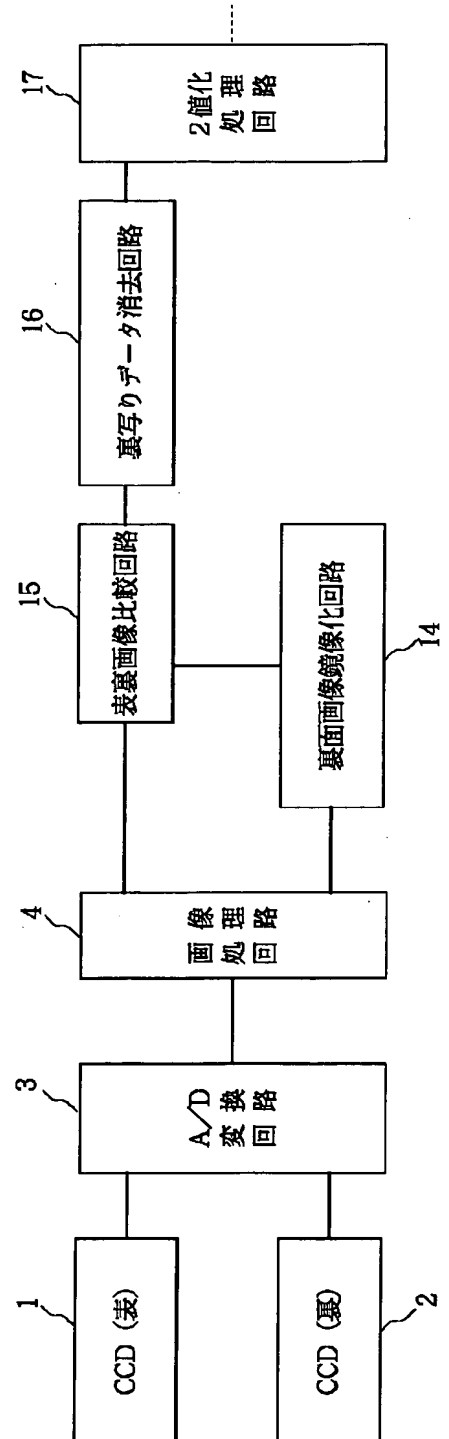 1
CCD (表)
CCD (裏)
2
3
A/D
変換
回路
4
画像
処理
回路
15
表裏画像比較回路
裏面画像鏡像化回路
14
16
裏写りデータ消去回路
17
2値化
処理
回路